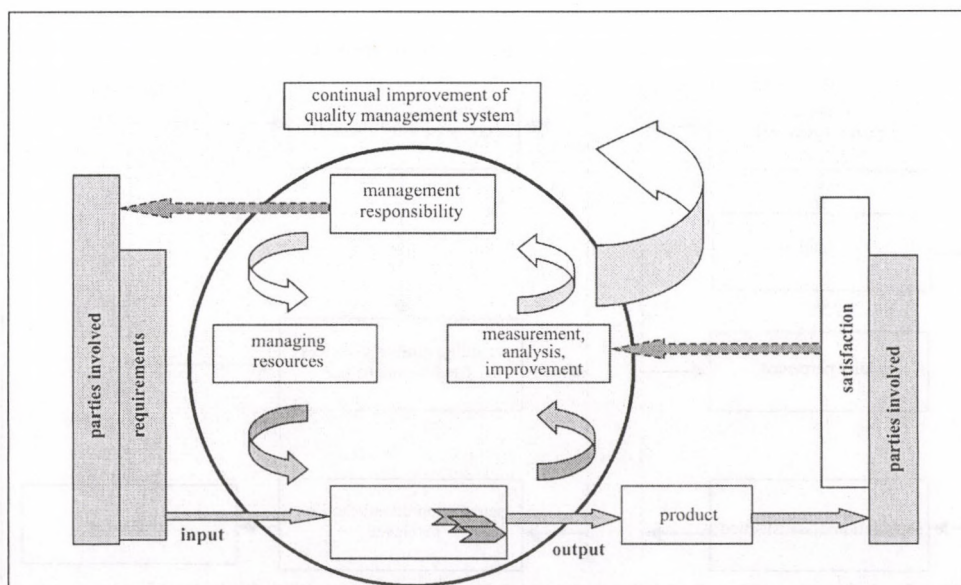 continual improvement of
quality management system
management
responsibility
managing
resources
measurement,
analysis,
improvement
parties involved
requirements
satisfaction
parties involved
input
output
product